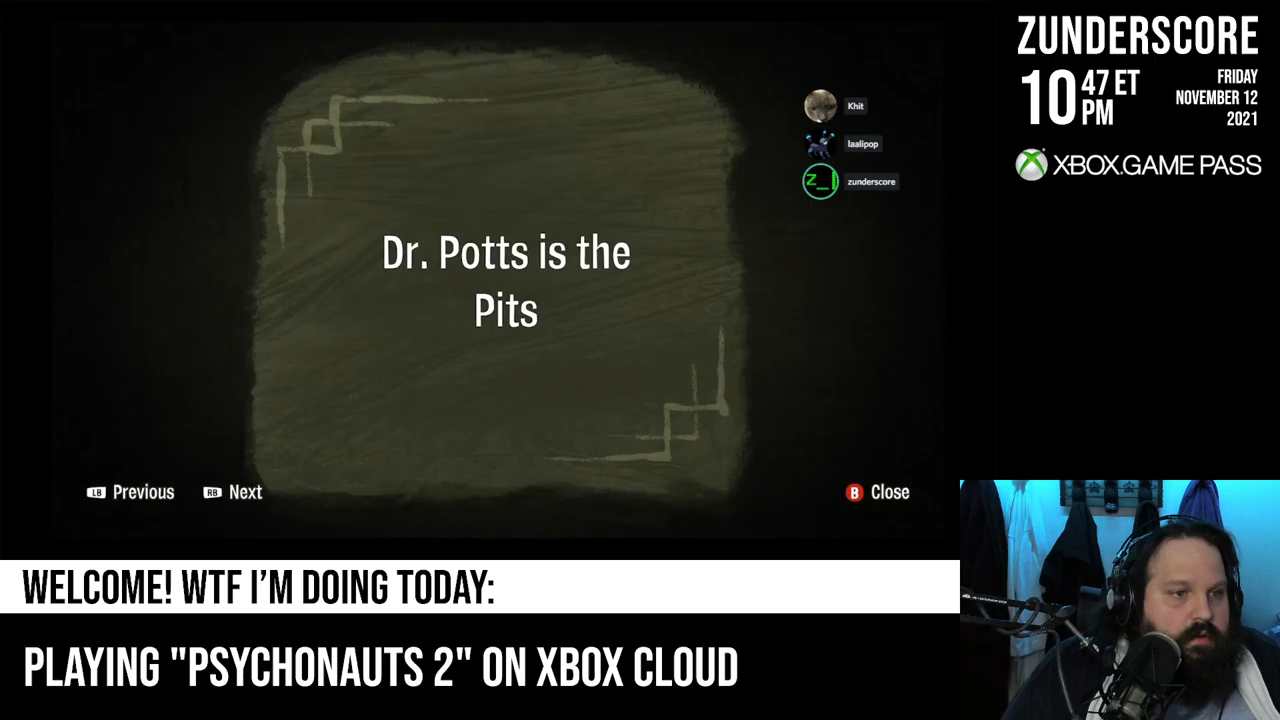 Dr. Potts is the
Pits
Khit
laalipop
zunderscore
z_
LB Previous
RB Next
B Close
ZUNDERSCORE
10 47 ET
PM
FRIDAY
NOVEMBER 12
2021
XBOX.GAME PASS
WELCOME! WTF I'M DOING TODAY:
PLAYING "PSYCHONAUTS 2" ON XBOX CLOUD